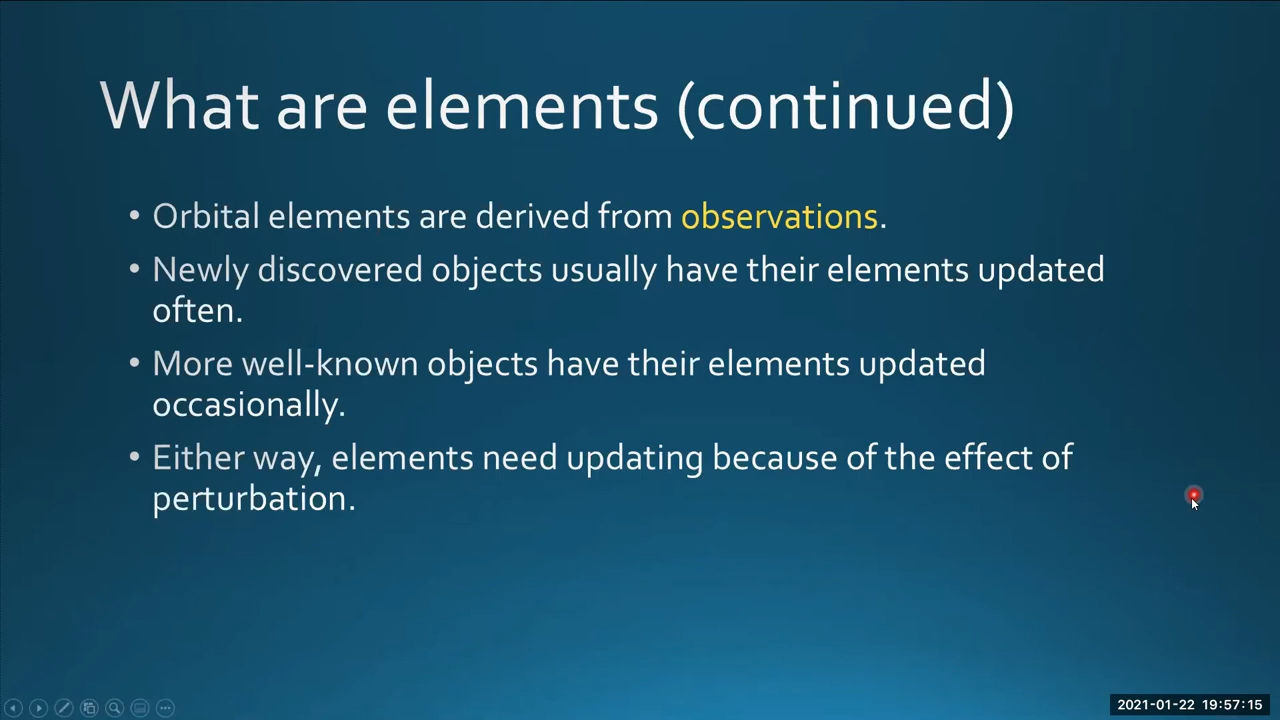 What are elements (continued)
• Orbital elements are derived from observations.
• Newly discovered objects usually have their elements updated
often.
• More well-known objects have their elements updated
occasionally.
• Either way, elements need updating because of the effect of
perturbation.
2021-01-22 19:57:15